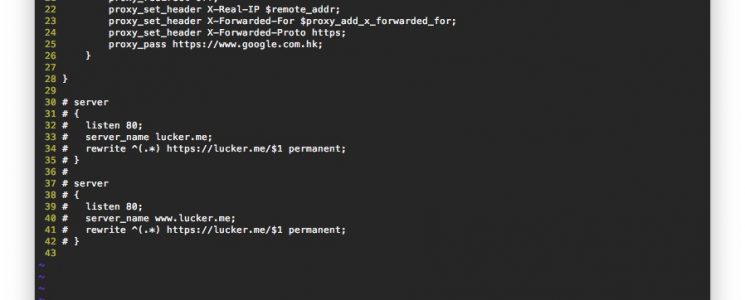 22 proxy_set_header X-Real-IP $remote_addr;
23 proxy_set_header X-Forwarded-For $proxy_add_x_forwarded_for;
24 proxy_set_header X-Forwarded-Proto https;
25 proxy_pass https://www.google.com.hk;
26 }
27
28 }
29
30 # server
31 # {
32 #   listen 80;
33 #   server_name lucker.me;
34 #   rewrite ^(.*) https://lucker.me/$1 permanent;
35 # }
36 #
37 # server
38 # {
39 #   listen 80;
40 #   server_name www.lucker.me;
41 #   rewrite ^(.*) https://lucker.me/$1 permanent;
42 # }
43
~
~
~
~